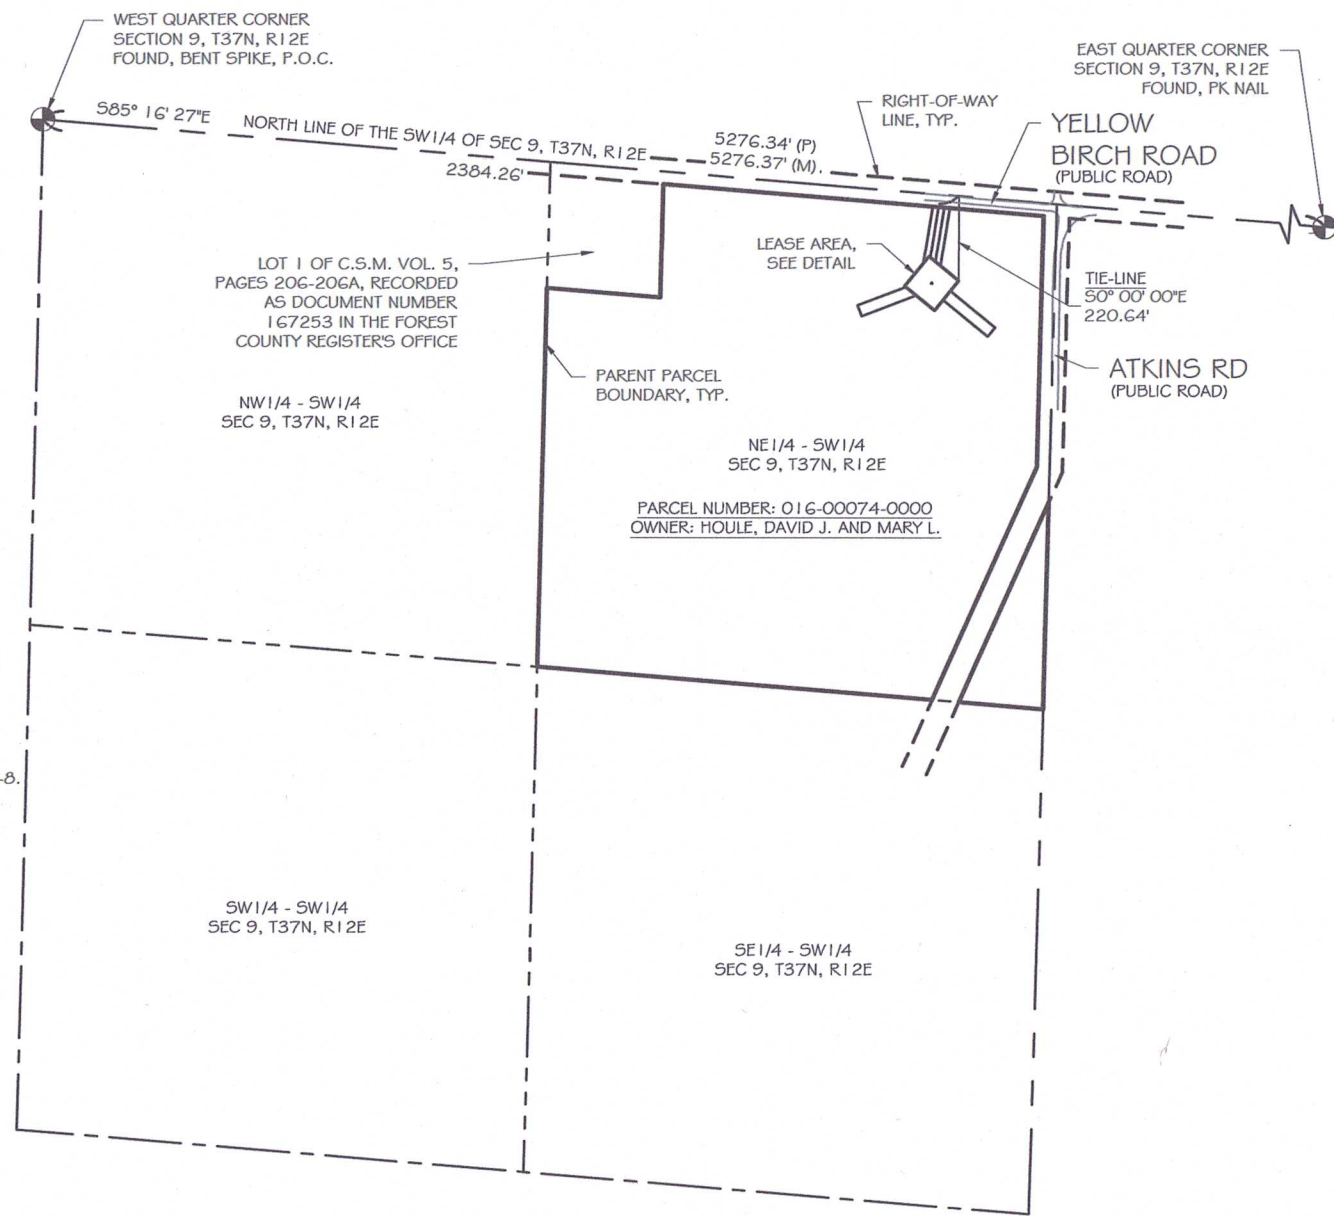 WEST QUARTER CORNER
SECTION 9, T37N, R12E
FOUND, BENT SPIKE, P.O.C.
EAST QUARTER CORNER
SECTION 9, T37N, R12E
FOUND, PK NAIL
S85° 16' 27"E
NORTH LINE OF THE SW1/4 OF SEC 9, T37N, R12E
5276.34' (P)
5276.37' (M).
2384.26'
RIGHT-OF-WAY
LINE, TYP.
YELLOW
BIRCH ROAD
(PUBLIC ROAD)
LOT 1 OF C.S.M. VOL. 5,
PAGES 206-206A, RECORDED
AS DOCUMENT NUMBER
167253 IN THE FOREST
COUNTY REGISTER'S OFFICE
LEASE AREA,
SEE DETAIL
TIE-LINE
S0° 00' 00"E
220.64'
ATKINS RD
(PUBLIC ROAD)
PARENT PARCEL
BOUNDARY, TYP.
NW1/4 - SW1/4
SEC 9, T37N, R12E
NE1/4 - SW1/4
SEC 9, T37N, R12E
PARCEL NUMBER: 016-00074-0000
OWNER: HOULE, DAVID J. AND MARY L.
-8.
SW1/4 - SW1/4
SEC 9, T37N, R12E
SE1/4 - SW1/4
SEC 9, T37N, R12E